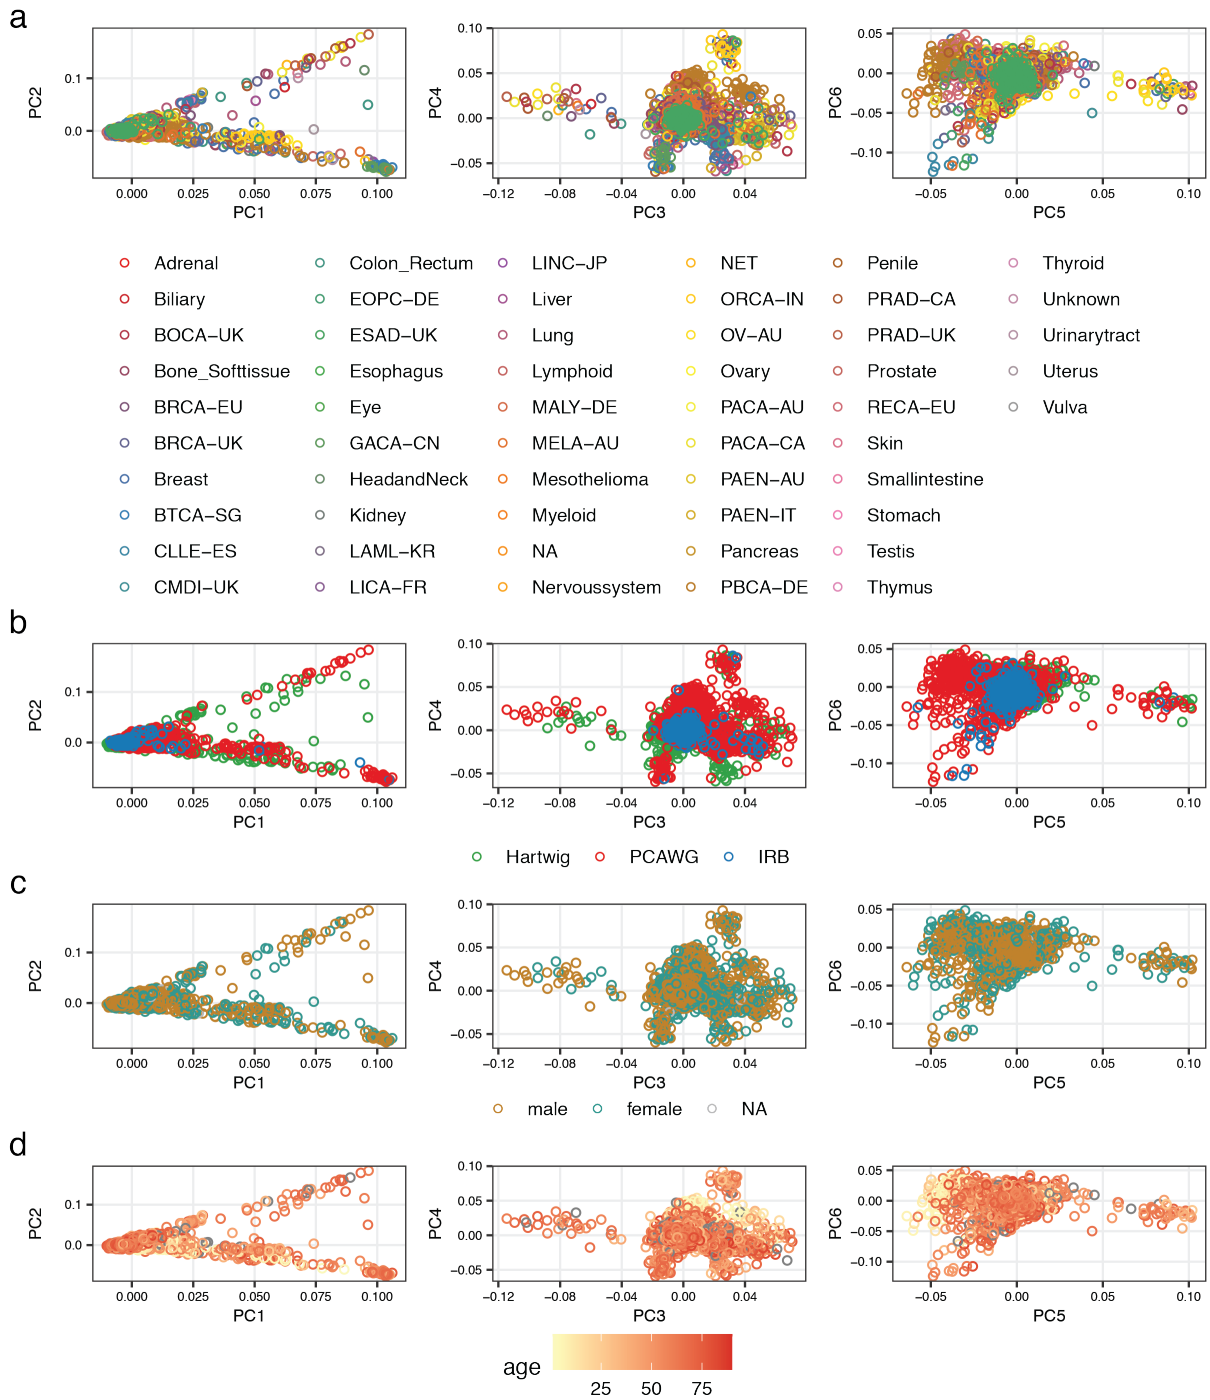 a
PC2
0.1
0.0
0.000 0.025 0.050 0.075 0.100
PC1
PC4
0.10
0.05
0.00
−0.05
−0.12 −0.08 −0.04 0.00 0.04
PC3
PC6
0.05
0.00
−0.05
−0.10
−0.05 0.00 0.05 0.10
PC5
Adrenal Colon_Rectum LINC−JP NET Penile Thyroid
Biliary EOPC−DE Liver ORCA−IN PRAD−CA Unknown
BOCA−UK ESAD−UK Lung OV−AU PRAD−UK Urinarytract
Bone_Softtissue Esophagus Lymphoid Ovary Prostate Uterus
BRCA−EU Eye MALY−DE PACA−AU RECA−EU Vulva
BRCA−UK GACA−CN MELA−AU PACA−CA Skin
Breast HeadandNeck Mesothelioma PAEN−AU Smallintestine
BTCA−SG Kidney Myeloid PAEN−IT Stomach
CLLE−ES LAML−KR NA Pancreas Testis
CMDI−UK LICA−FR Nervoussystem PBCA−DE Thymus
b
PC2
0.1
0.0
0.000 0.025 0.050 0.075 0.100
PC1
PC4
0.10
0.05
0.00
−0.05
−0.12 −0.08 −0.04 0.00 0.04
PC3
PC6
0.05
0.00
−0.05
−0.10
−0.05 0.00 0.05 0.10
PC5
Hartwig PCAWG IRB
c
PC2
0.1
0.0
0.000 0.025 0.050 0.075 0.100
PC1
PC4
0.10
0.05
0.00
−0.05
−0.12 −0.08 −0.04 0.00 0.04
PC3
PC6
0.05
0.00
−0.05
−0.10
−0.05 0.00 0.05 0.10
PC5
male female NA
d
PC2
0.1
0.0
0.000 0.025 0.050 0.075 0.100
PC1
PC4
0.10
0.05
0.00
−0.05
−0.12 −0.08 −0.04 0.00 0.04
PC3
PC6
0.05
0.00
−0.05
−0.10
−0.05 0.00 0.05 0.10
PC5
age
25 50 75